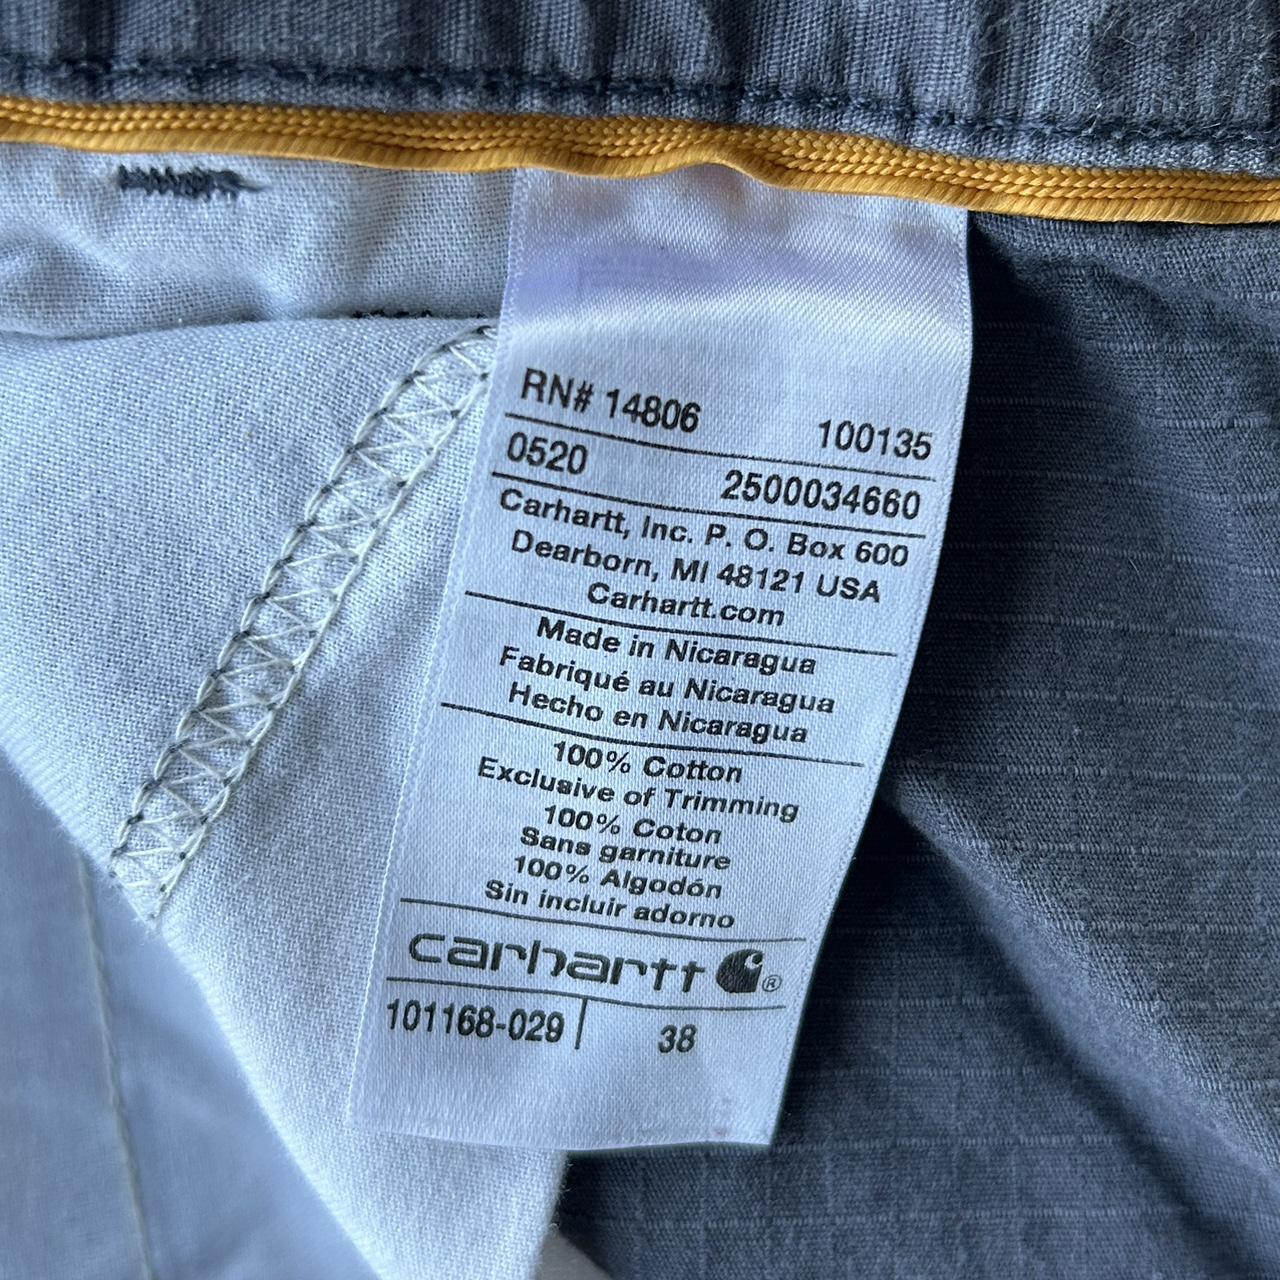 RN# 14806 100135
0520 2500034660
Carhartt, Inc. P. O. Box 600
Dearborn, MI 48121 USA
Carhartt.com
Made in Nicaragua
Fabriqué au Nicaragua
Hecho en Nicaragua
100% Cotton
Exclusive of Trimming
100% Coton
Sans garniture
100% Algodón
Sin incluir adorno
carhartt ®
101168-029 38